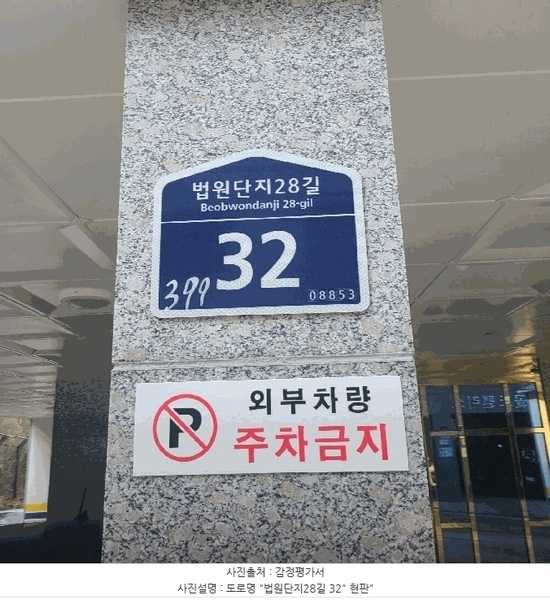 법원단지28길
Beobwondanji 28-gil
32
399
08853
외부차량
P
주차금지
사진출처 : 감정평가서
사진설명 : 도로명 "법원단지28길 32" 현판"